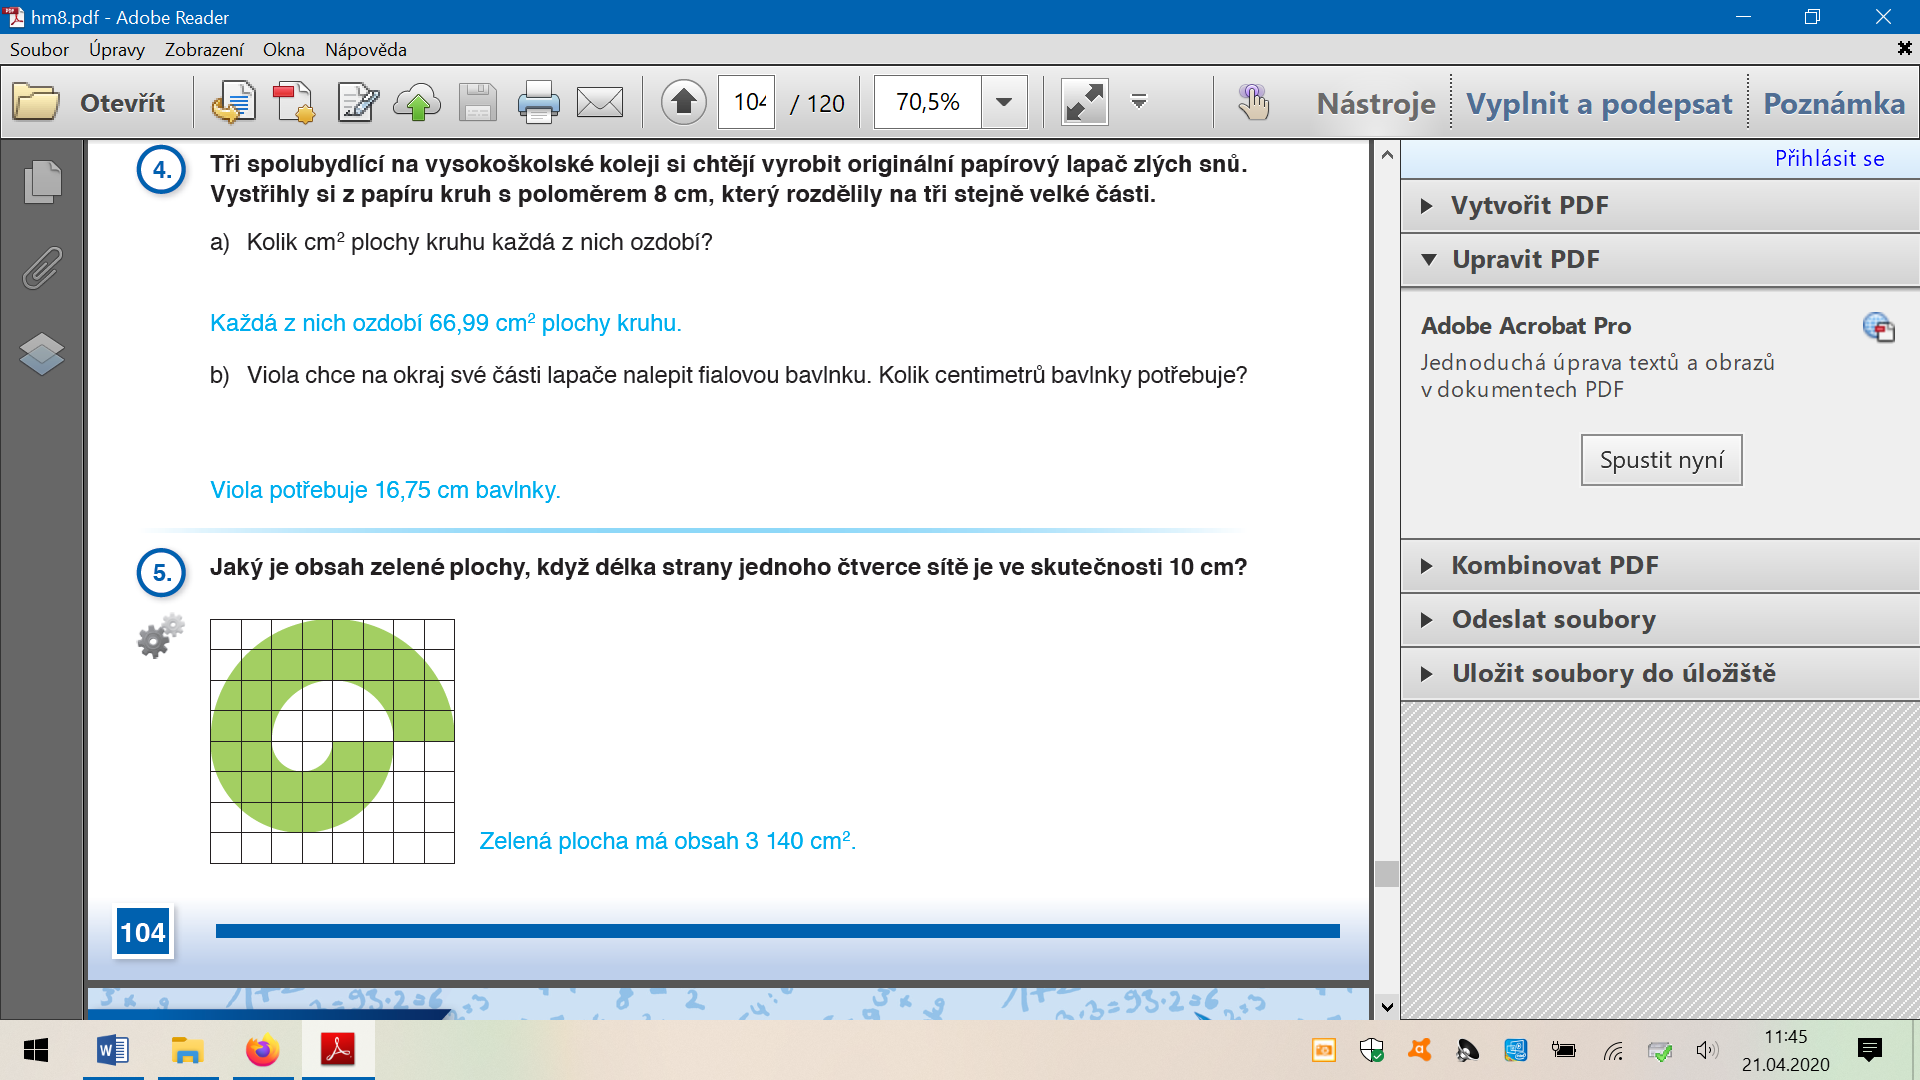 hm8.pdf - Adobe Reader
Soubor Úpravy Zobrazení Okna Nápověda
Otevřít 104 / 120 70,5% Nástroje Vyplnit a podepsat Poznámka
4. Tři spolubydlící na vysokoškolské koleji si chtějí vyrobit originální papírový lapač zlých snů.
Vystřihly si z papíru kruh s poloměrem 8 cm, který rozdělily na tři stejně velké části.
a) Kolik cm² plochy kruhu každá z nich ozdobí?
Každá z nich ozdobí 66,99 cm² plochy kruhu.
b) Viola chce na okraj své části lapače nalepit fialovou bavlnku. Kolik centimetrů bavlnky potřebuje?
Viola potřebuje 16,75 cm bavlnky.
5. Jaký je obsah zelené plochy, když délka strany jednoho čtverce sítě je ve skutečnosti 10 cm?
Zelená plocha má obsah 3 140 cm².
104
Přihlásit se
Vytvořit PDF
Upravit PDF
Adobe Acrobat Pro
Jednoduchá úprava textů a obrazů
v dokumentech PDF
Spustit nyní
Kombinovat PDF
Odeslat soubory
Uložit soubory do úložiště
11:45
21.04.2020